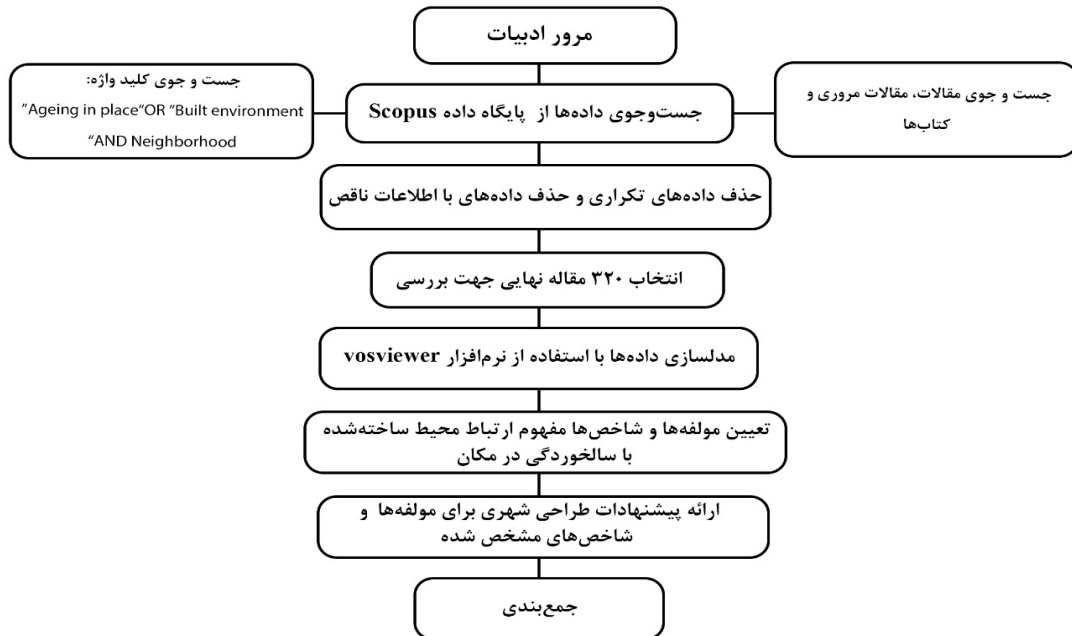 مرور ادبیات
جست و جوی مقالات، مقالات مروری و
کتاب‌ها
جست‌وجوی داده‌ها از پایگاه داده Scopus
جست و جوی کلید واژه:
"Ageing in place"OR "Built environment
"AND Neighborhood
حذف داده‌های تکراری و حذف داده‌های با اطلاعات ناقص
انتخاب ۳۲۰ مقاله نهایی جهت بررسی
مدلسازی داده‌ها با استفاده از نرم‌افزار vosviewer
تعیین مولفه‌ها و شاخص‌ها مفهوم ارتباط محیط ساخته‌شده
با سالخوردگی در مکان
ارائه پیشنهادات طراحی شهری برای مولفه‌ها و
شاخص‌های مشخص شده
جمع‌بندی